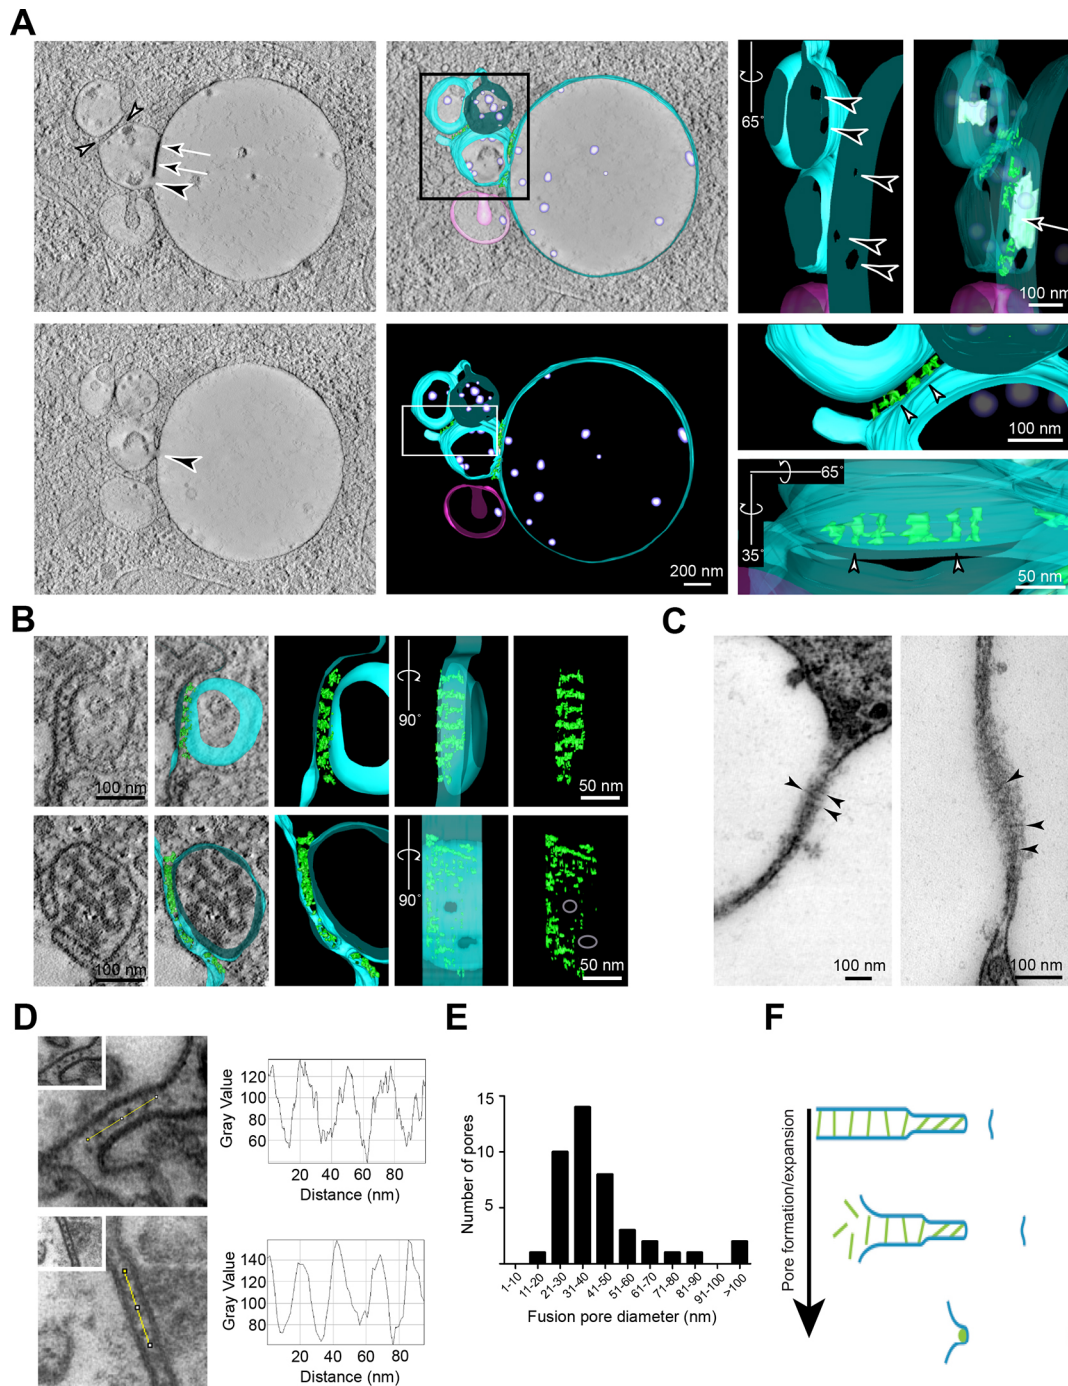 A
65°
100 nm
200 nm
100 nm
65°
35°
50 nm
B
C
100 nm
90°
50 nm
100 nm
90°
50 nm
100 nm
100 nm
D
E
F
Gray Value
120
100
80
60
20 40 60 80
Distance (nm)
Gray Value
140
120
100
80
20 40 60 80
Distance (nm)
Number of pores
15
10
5
1-10
11-20
21-30
31-40
41-50
51-60
61-70
71-80
81-90
91-100
>100
Fusion pore diameter (nm)
Pore formation/expansion